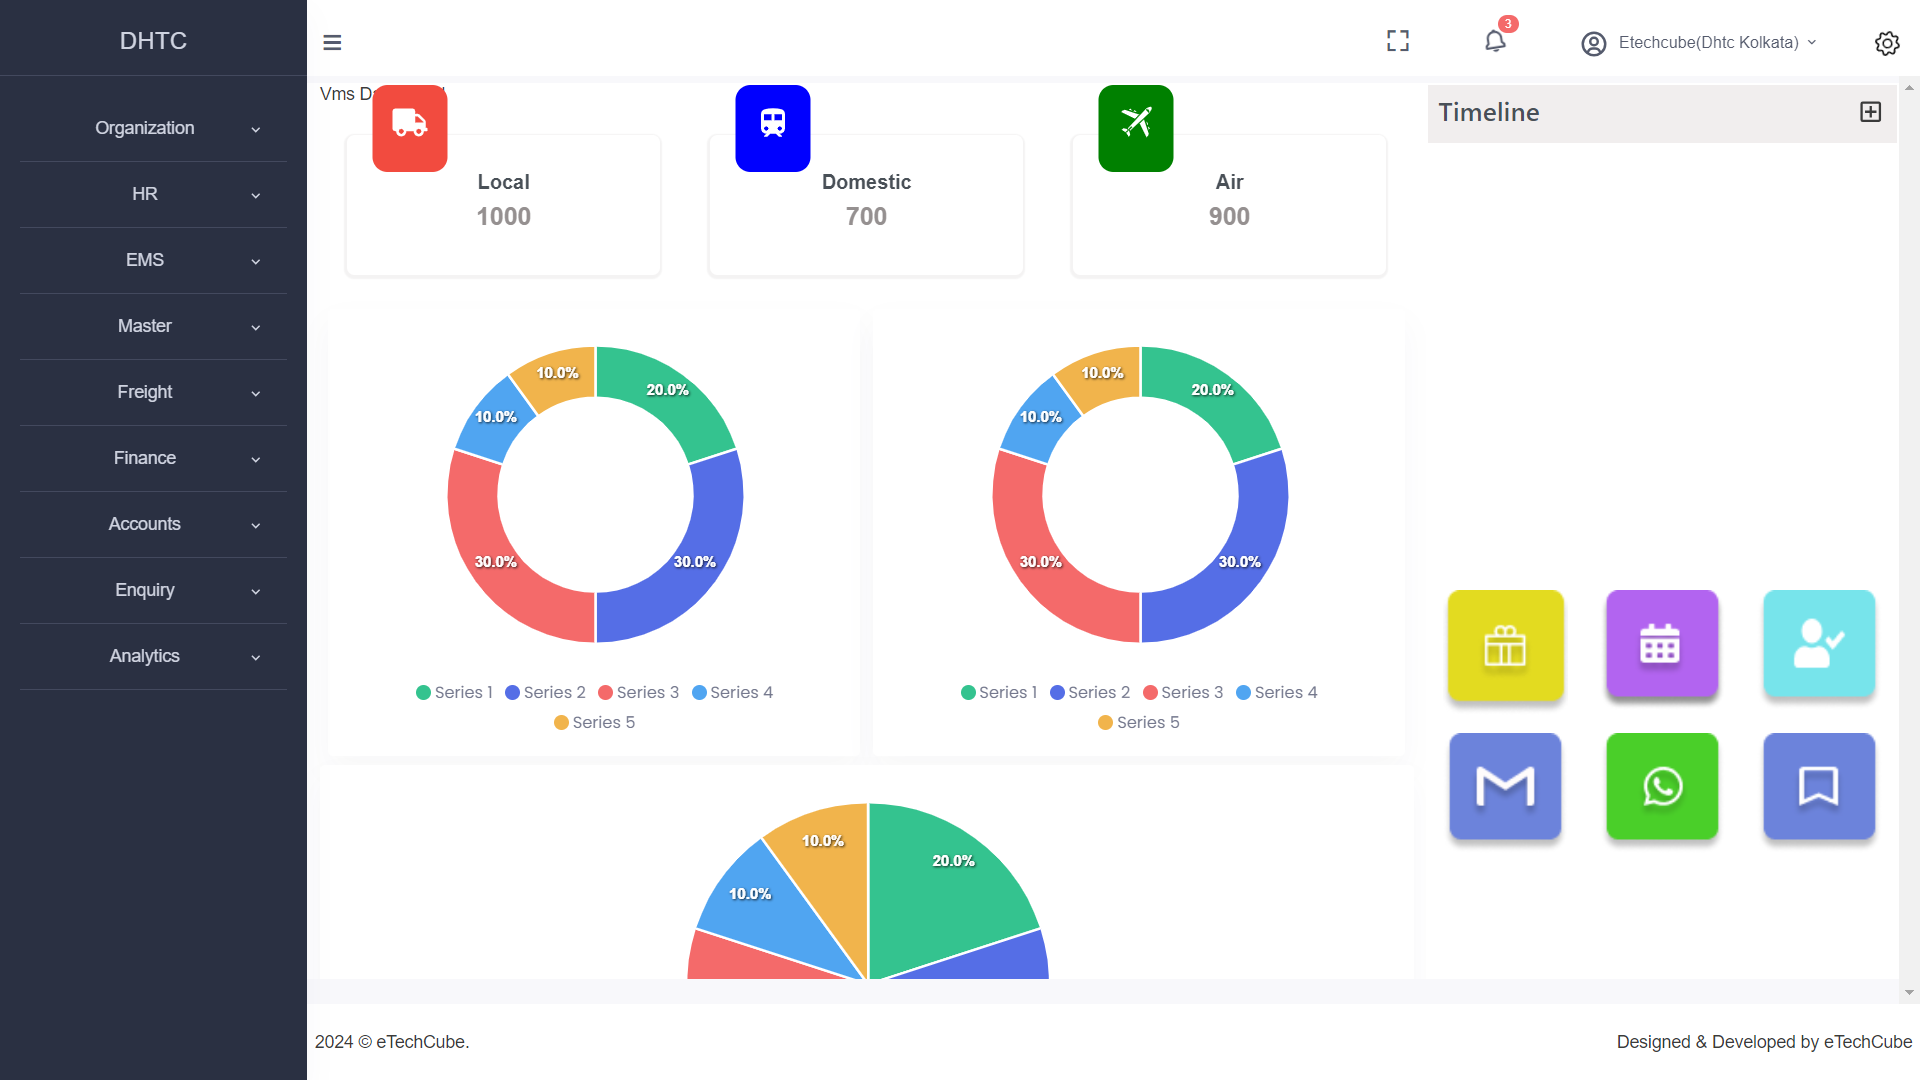 DHTC
Organization
HR
EMS
Master
Freight
Finance
Accounts
Enquiry
Analytics
3
Etechcube(Dhtc Kolkata)
Vms
Local
1000
Domestic
700
Air
900
Timeline
10.0%
20.0%
10.0%
30.0%
30.0%
Series 1 Series 2 Series 3 Series 4
Series 5
10.0%
20.0%
10.0%
30.0%
30.0%
Series 1 Series 2 Series 3 Series 4
Series 5
10.0%
20.0%
10.0%
2024 © eTechCube.
Designed & Developed by eTechCube